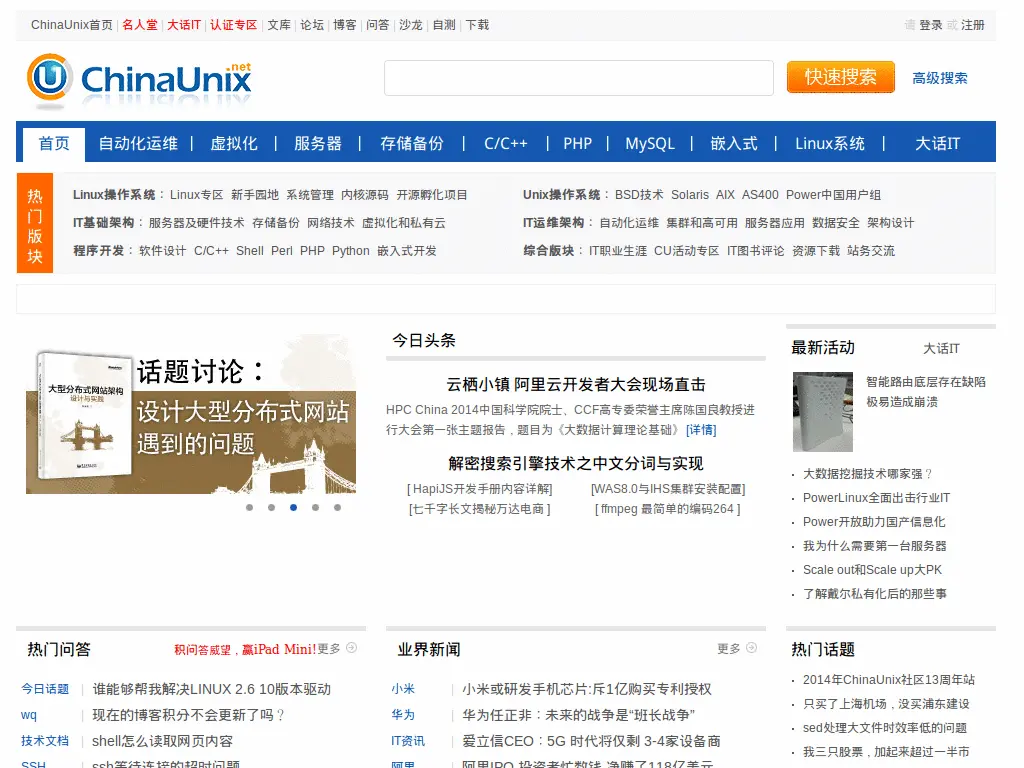 ChinaUnix首页 | 名人堂 | 大话IT | 认证专区 | 文库 | 论坛 | 博客 | 问答 | 沙龙 | 自测 | 下载 请 登录 或 注册
ChinaUnix.net 快速搜索 高级搜索
首页 自动化运维 | 虚拟化 | 服务器 | 存储备份 | C/C++ | PHP | MySQL | 嵌入式 | Linux系统 | 大话IT
热门版块
Linux操作系统：Linux专区 新手园地 系统管理 内核源码 开源孵化项目
Unix操作系统：BSD技术 Solaris AIX AS400 Power中国用户组
IT基础架构：服务器及硬件技术 存储备份 网络技术 虚拟化和私有云
IT运维架构：自动化运维 集群和高可用 服务器应用 数据安全 架构设计
程序开发：软件设计 C/C++ Shell Perl PHP Python 嵌入式开发
综合版块：IT职业生涯 CU活动专区 IT图书评论 资源下载 站务交流
大型分布式网站架构
设计与实践
话题讨论：
设计大型分布式网站
遇到的问题
今日头条
云栖小镇 阿里云开发者大会现场直击
HPC China 2014中国科学院院士、CCF高专委荣誉主席陈国良教授进
行大会第一张主题报告，题目为《大数据计算理论基础》 [详情]
解密搜索引擎技术之中文分词与实现
[ HapiJS开发手册内容详解] [WAS8.0与IHS集群安装配置]
[七千字长文揭秘万达电商 ] [ ffmpeg 最简单的编码264 ]
最新活动 大话IT
智能路由底层存在缺陷
极易造成崩溃
· 大数据挖掘技术哪家强？
· PowerLinux全面出击行业IT
· Power开放助力国产信息化
· 我为什么需要第一台服务器
· Scale out和Scale up大PK
· 了解戴尔私有化后的那些事
热门问答 积问答威望，赢iPad Mini!更多
今日话题 | 谁能够帮我解决LINUX 2.6 10版本驱动
wq | 现在的博客积分不会更新了吗？
技术文档 | shell怎么读取网页内容
SSH | ssh等待连接的超时问题
业界新闻 更多
小米 | 小米或研发手机芯片:斥1亿购买专利授权
华为 | 华为任正非：未来的战争是“班长战争”
IT资讯 | 爱立信CEO：5G 时代将仅剩 3-4家设备商
阿里 | 阿里IPO 投资者忙数钱 净赚了118亿美元
热门话题
· 2014年ChinaUnix社区13周年站
· 只买了上海机场，没买浦东建设
· sed处理大文件时效率低的问题
· 我三只股票，加起来超过一半市